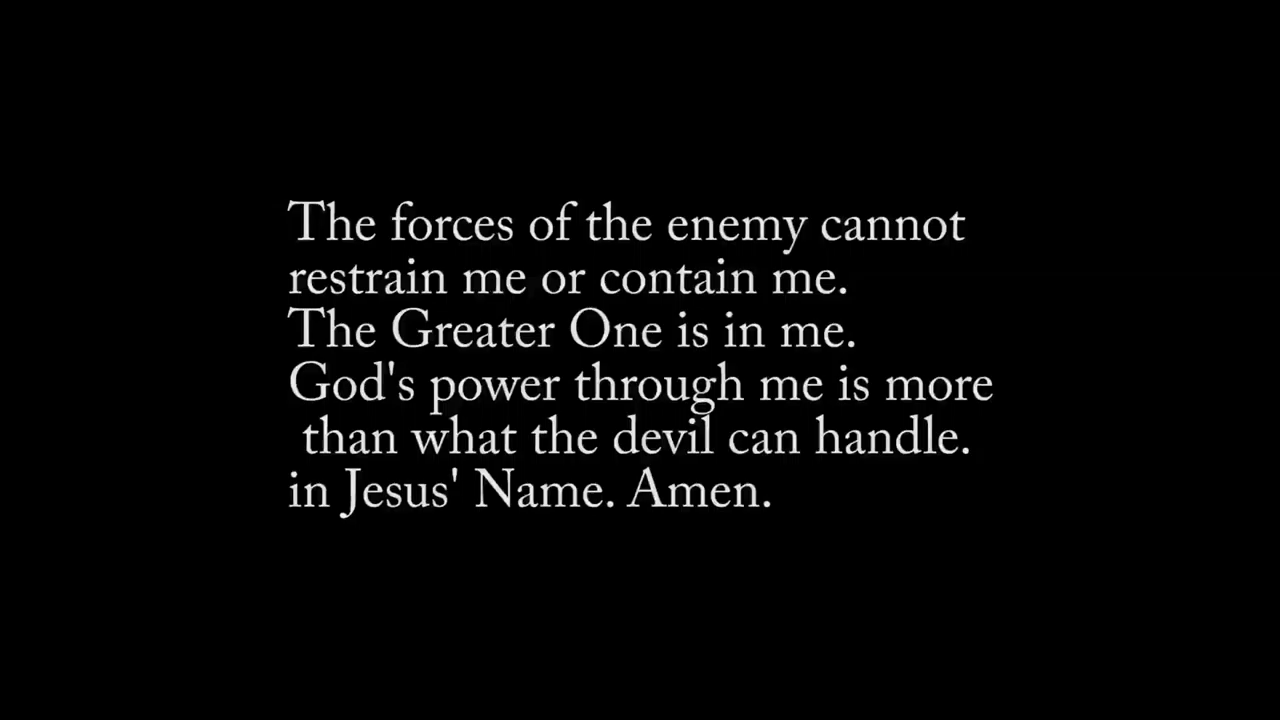 The forces of the enemy cannot
restrain me or contain me.
The Greater One is in me.
God's power through me is more
than what the devil can handle.
in Jesus' Name. Amen.